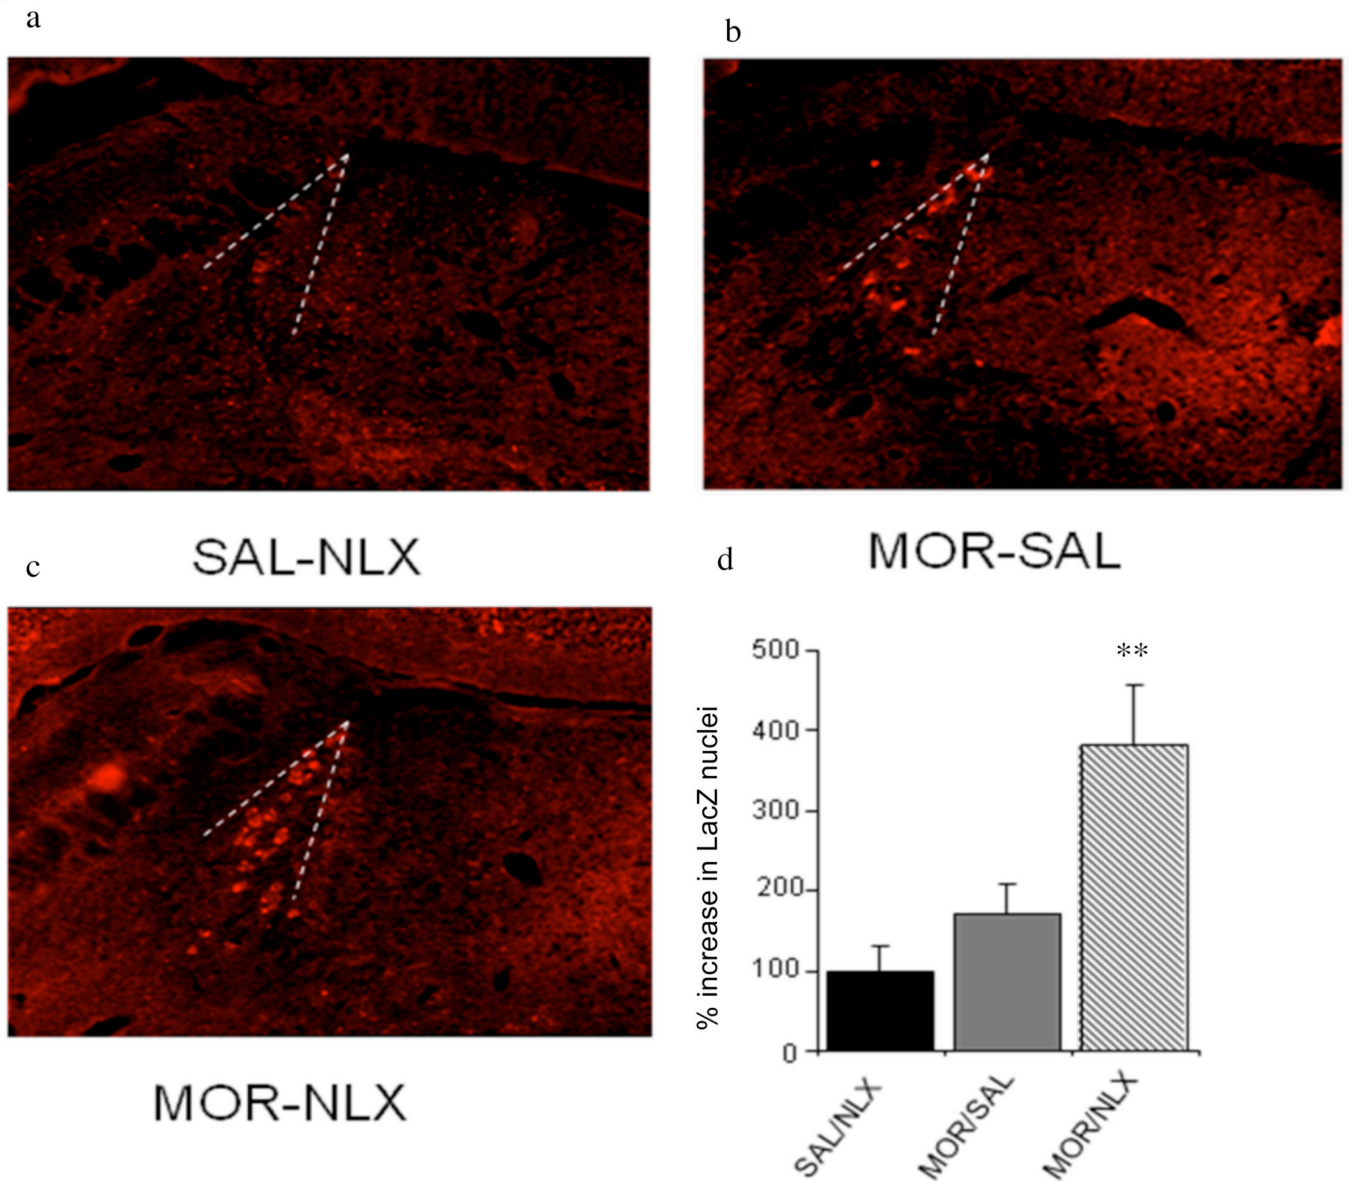 a
b
SAL-NLX
MOR-SAL
c
d
MOR-NLX
% increase in LacZ nuclei
500
400
300
200
100
0
**
SAL/NLX
MOR/SAL
MOR/NLX